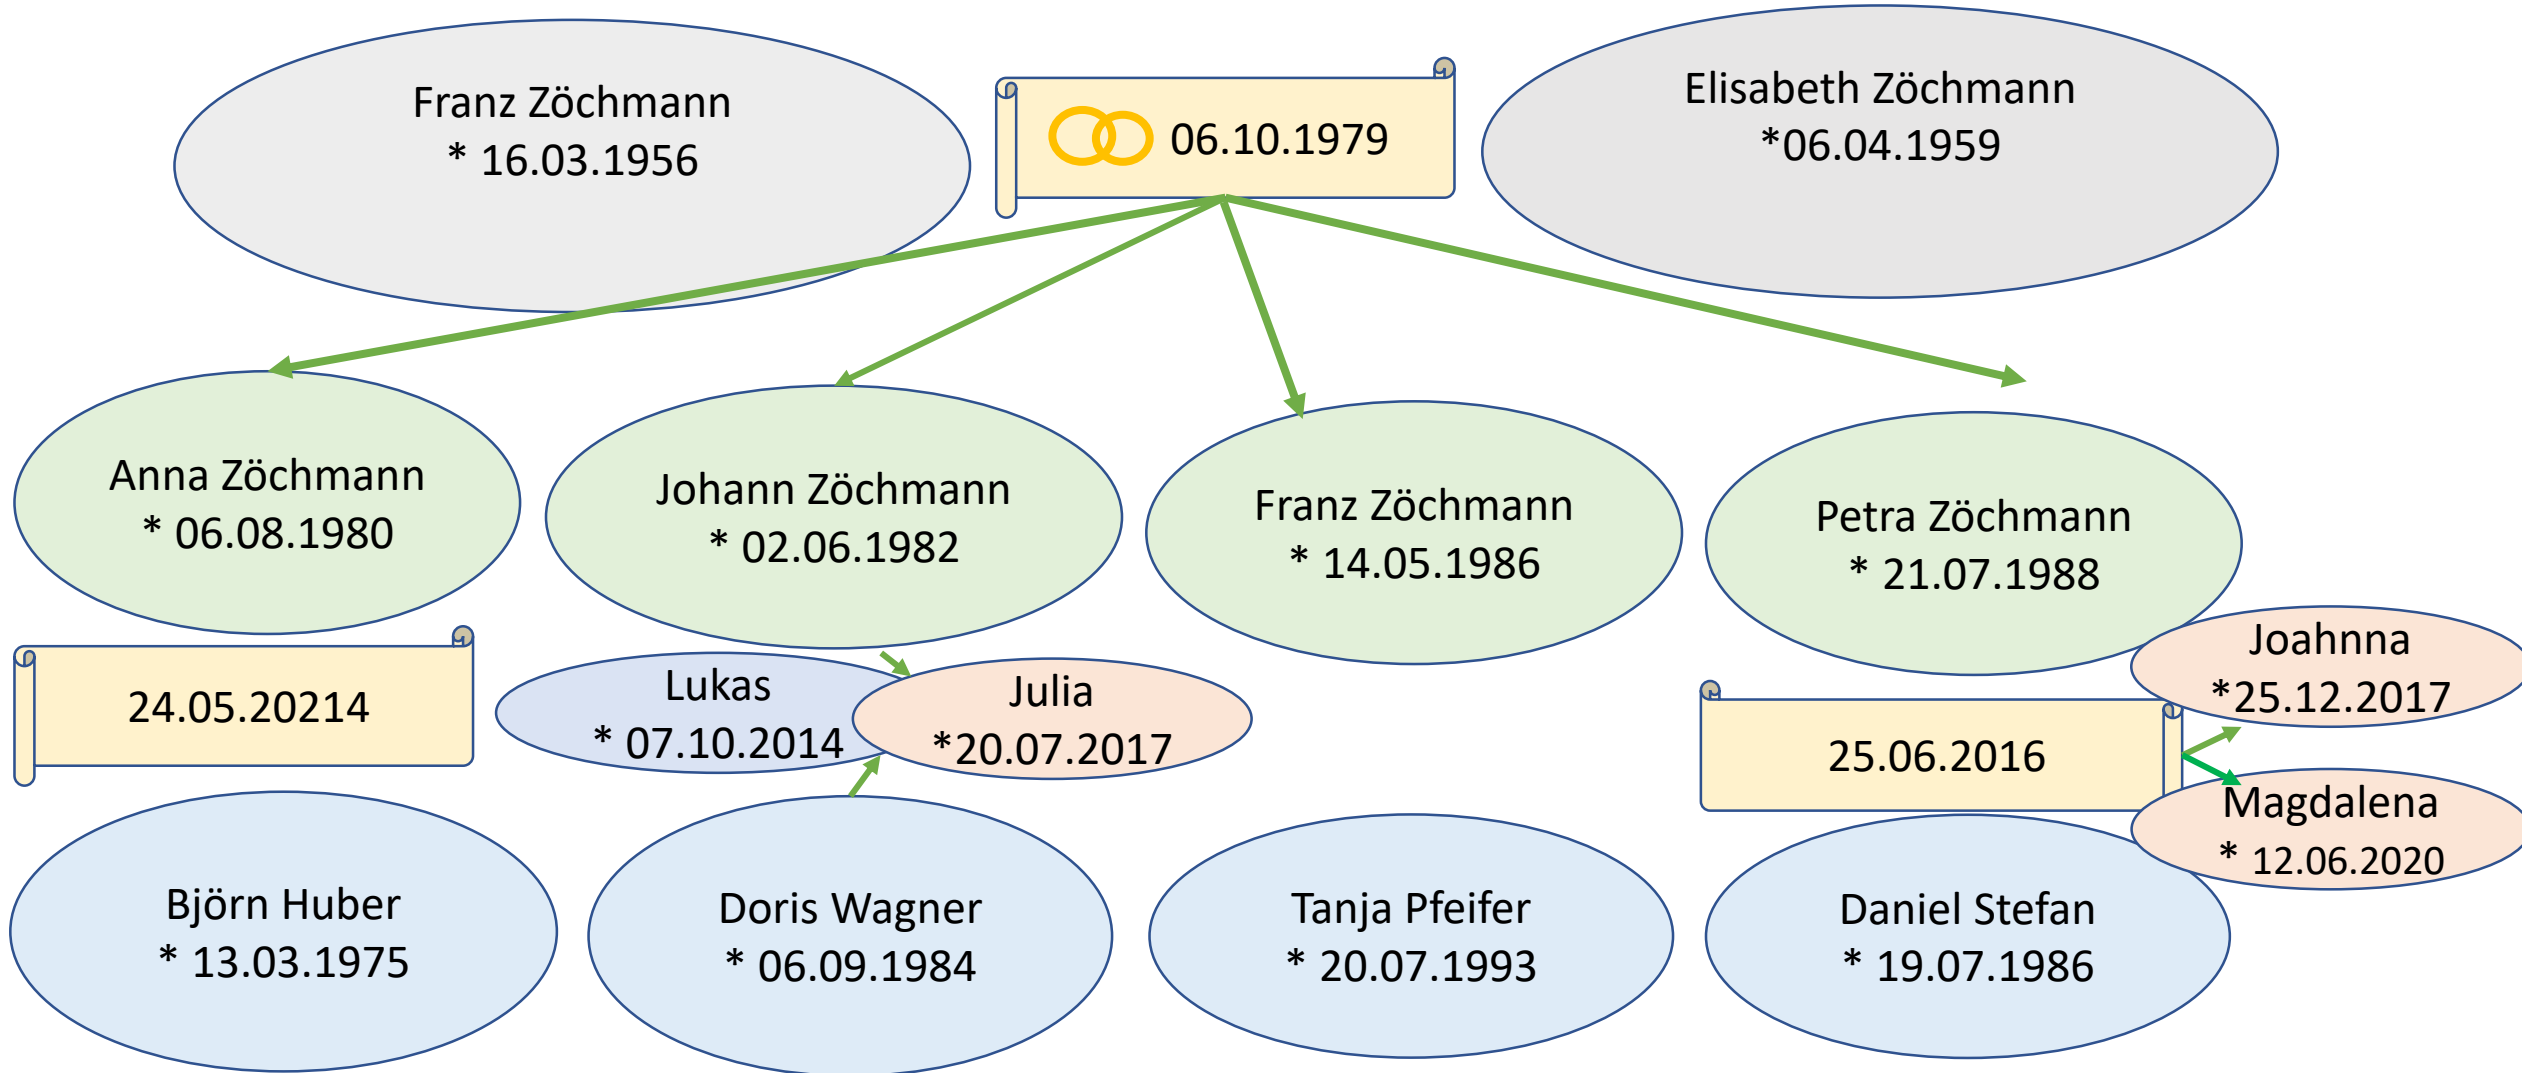 Franz Zöchmann
* 16.03.1956
06.10.1979
Elisabeth Zöchmann
*06.04.1959
Anna Zöchmann
* 06.08.1980
Johann Zöchmann
* 02.06.1982
Franz Zöchmann
* 14.05.1986
Petra Zöchmann
* 21.07.1988
24.05.20214
Lukas
* 07.10.2014
Julia
*20.07.2017
25.06.2016
Joahnna
*25.12.2017
Magdalena
* 12.06.2020
Björn Huber
* 13.03.1975
Doris Wagner
* 06.09.1984
Tanja Pfeifer
* 20.07.1993
Daniel Stefan
* 19.07.1986